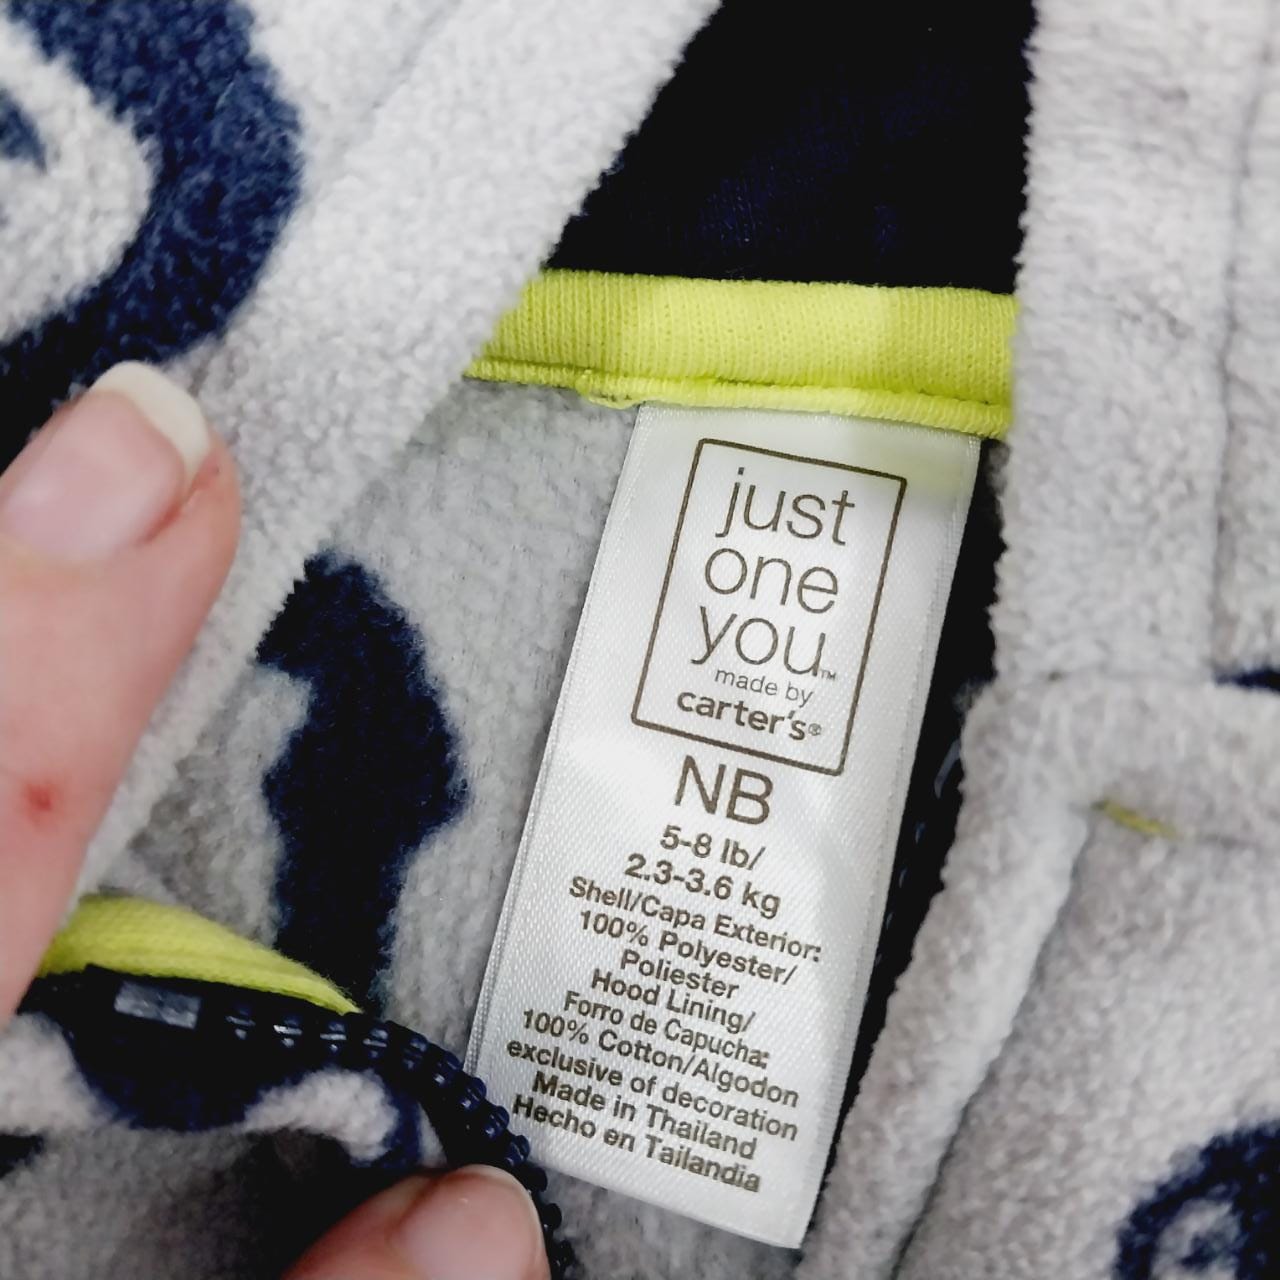 just
one
you™
made by
carter's®
NB
5-8 lb/
2.3-3.6 kg
Shell/Capa Exterior:
100% Polyester/
Poliester
Hood Lining/
Forro de Capucha:
100% Cotton/Algodon
exclusive of decoration
Made in Thailand
Hecho en Tailandia